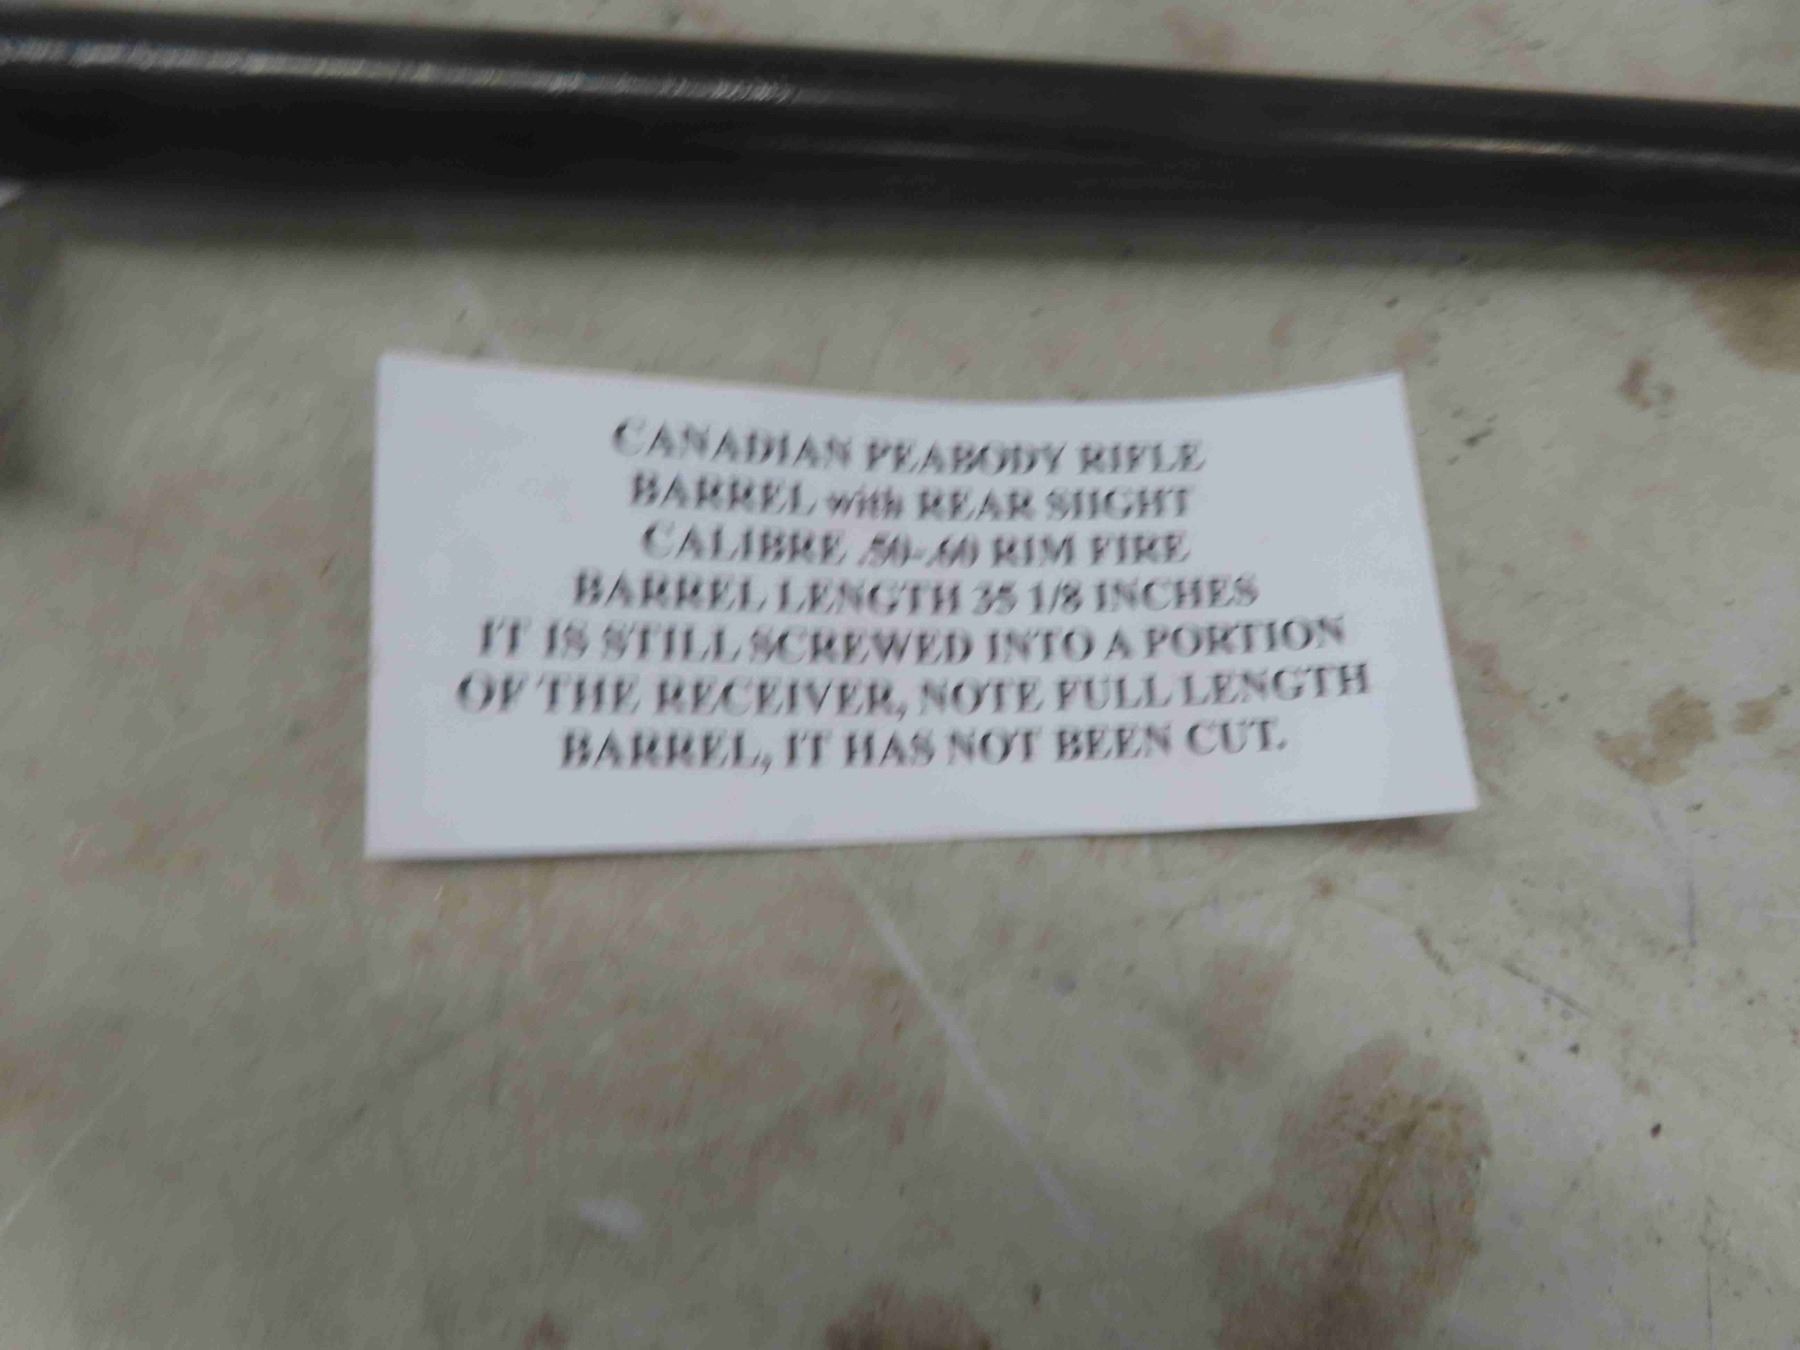 CANADIAN PEABODY RIFLE
BARREL with REAR SIIGHT
CALIBRE .50-.60 RIM FIRE
BARREL LENGTH 35 1/8 INCHES
IT IS STILL SCREWED INTO A PORTION
OF THE RECEIVER, NOTE FULL LENGTH
BARREL, IT HAS NOT BEEN CUT.